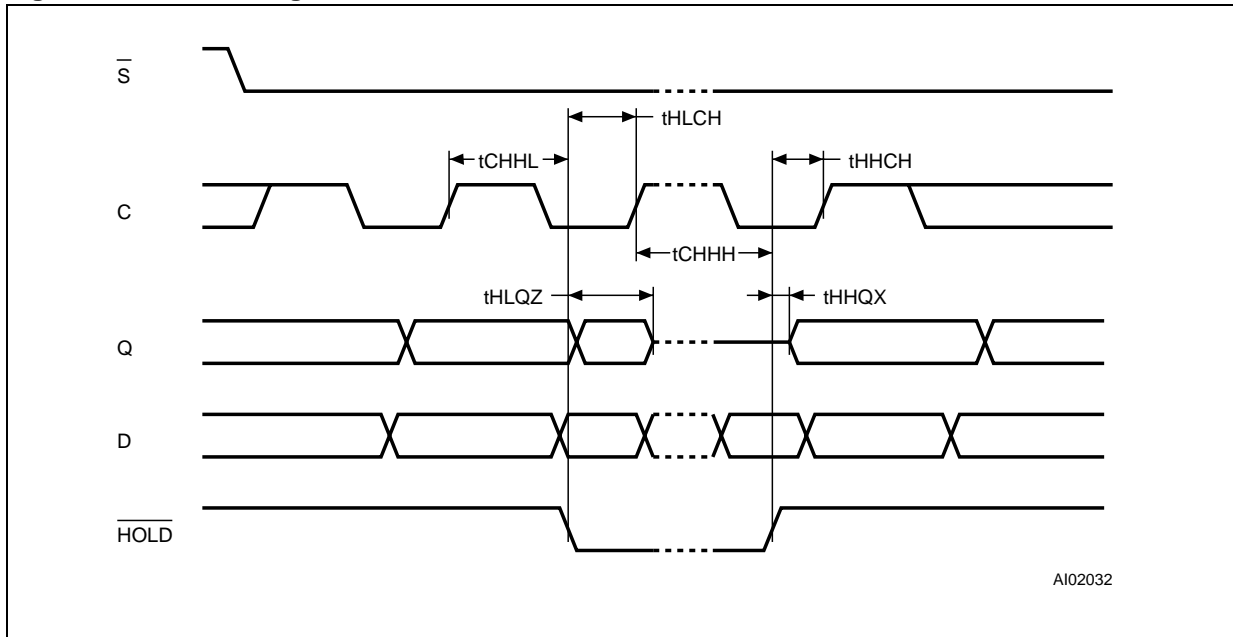 S
tHLCH
tCHHL
tHHCH
C
tCHHH
tHLQZ
tHHQX
Q
D
HOLD
AI02032